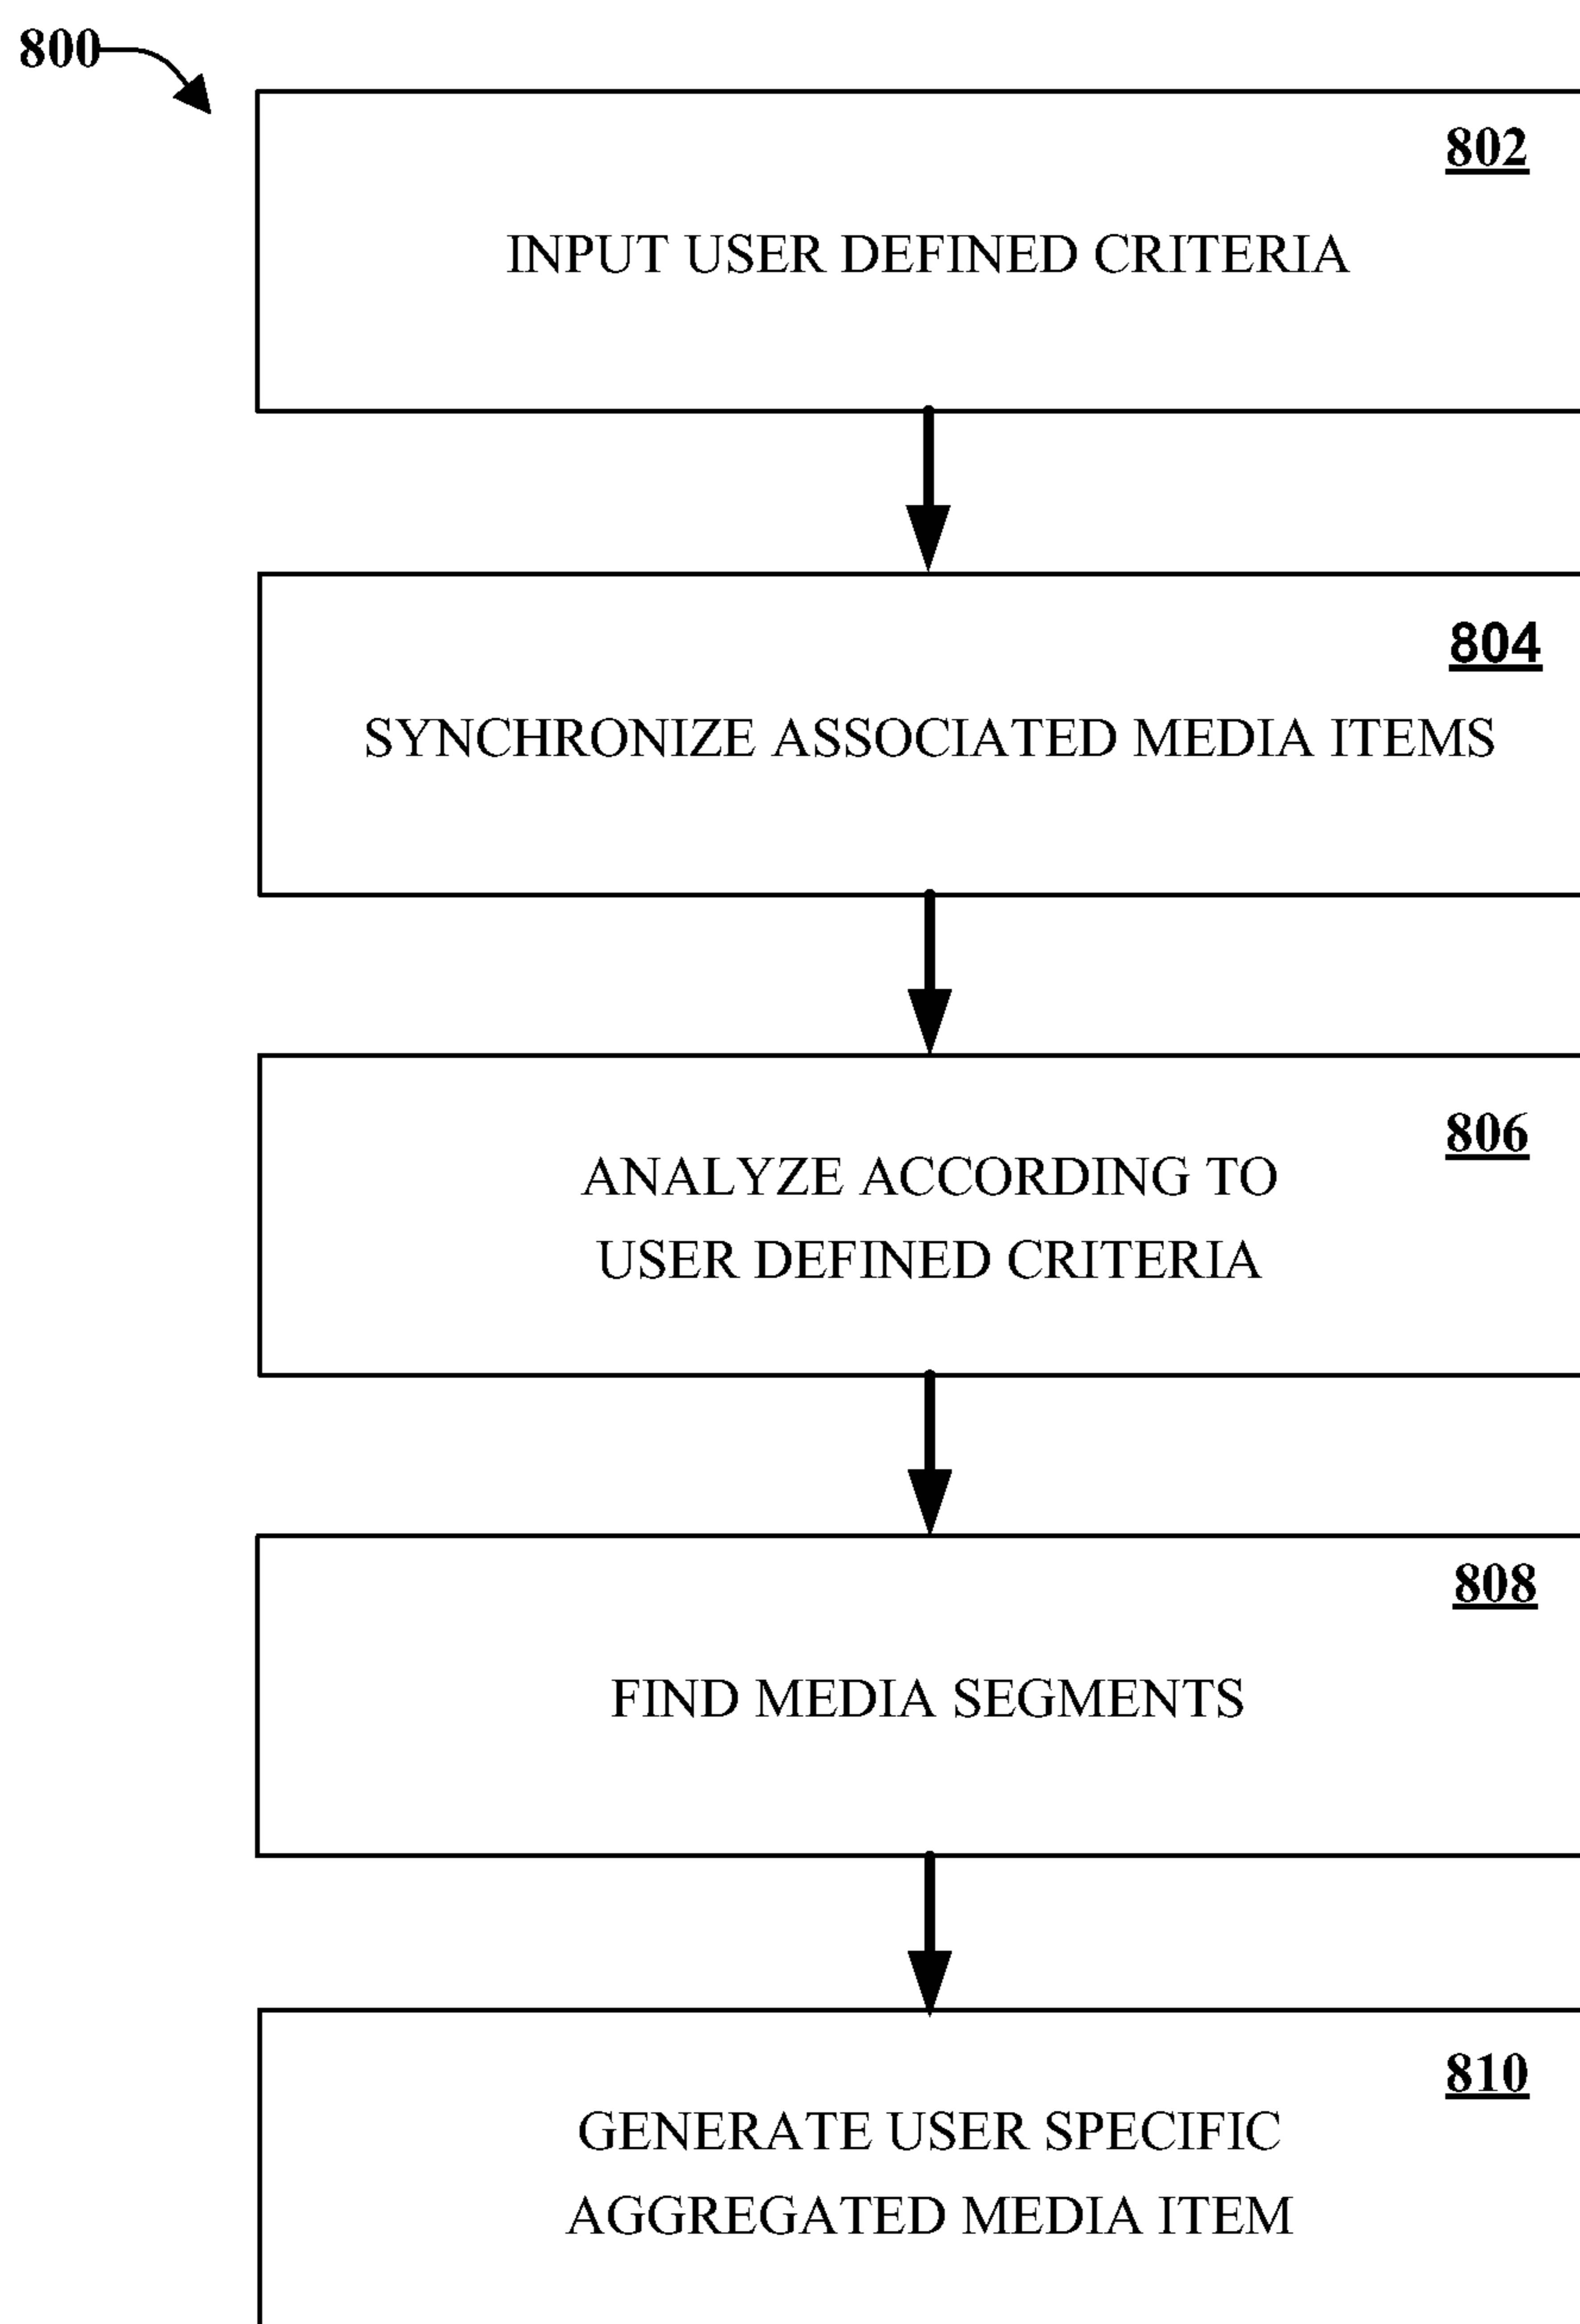 800
802
INPUT USER DEFINED CRITERIA
804
SYNCHRONIZE ASSOCIATED MEDIA ITEMS
806
ANALYZE ACCORDING TO
USER DEFINED CRITERIA
808
FIND MEDIA SEGMENTS
810
GENERATE USER SPECIFIC
AGGREGATED MEDIA ITEM